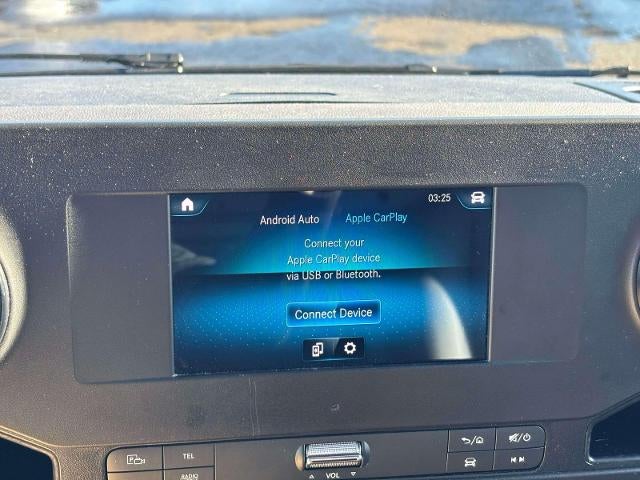 03:25
Android Auto Apple CarPlay
Connect your
Apple CarPlay device
via USB or Bluetooth.
Connect Device
P
TEL
RADIO
VOL